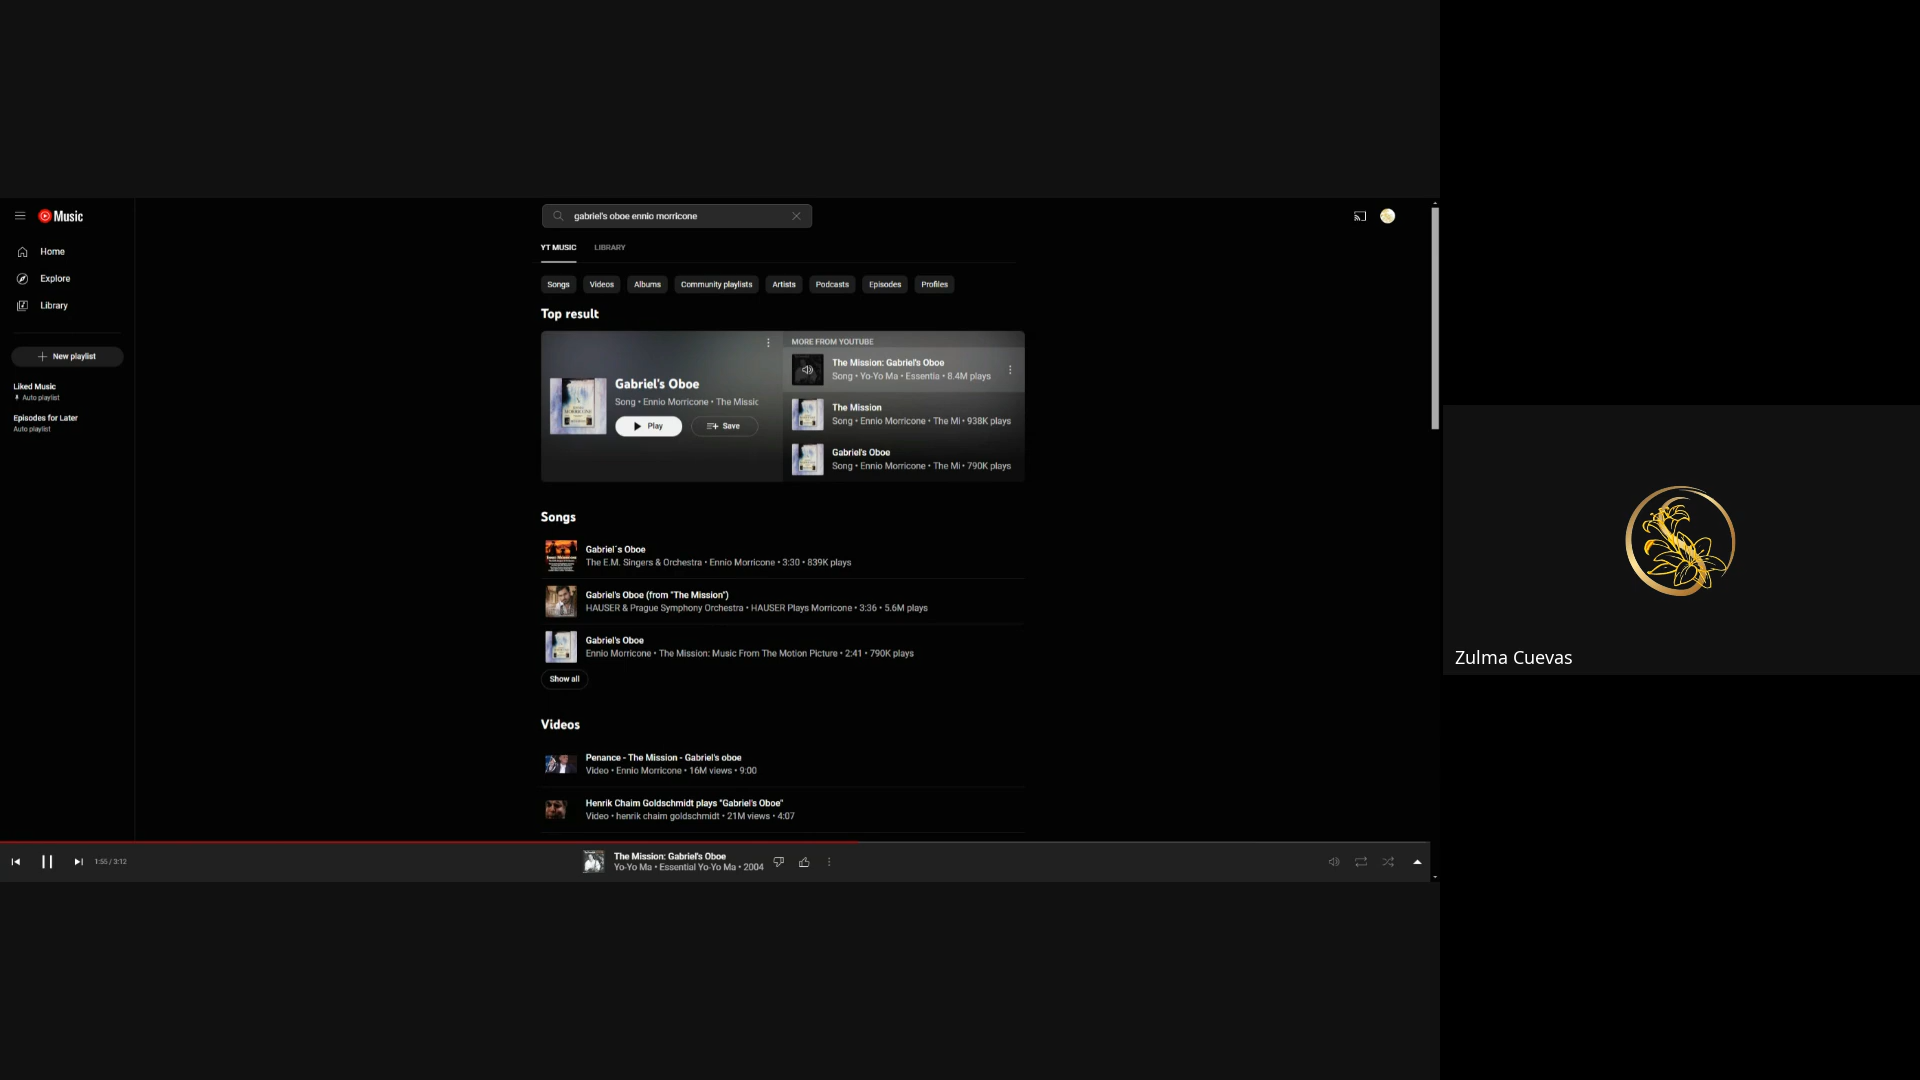 Music
gabriel's oboe ennio morricone
Home
Explore
Library
New playlist
Liked Music
Auto playlist
Episodes for Later
Auto playlist
YT MUSIC
LIBRARY
Songs
Videos
Albums
Community playlists
Artists
Podcasts
Episodes
Profiles
Top result
Gabriel's Oboe
Song • Ennio Morricone • The Missic
Play
Save
MORE FROM YOUTUBE
The Mission: Gabriel's Oboe
Song • Yo-Yo Ma • Essentia • 8.4M plays
The Mission
Song • Ennio Morricone • The Mi • 938K plays
Gabriel's Oboe
Song • Ennio Morricone • The Mi • 790K plays
Songs
Gabriel´s Oboe
The E.M. Singers & Orchestra • Ennio Morricone • 3:30 • 839K plays
Gabriel's Oboe (from "The Mission")
HAUSER & Prague Symphony Orchestra • HAUSER Plays Morricone • 3:36 • 5.6M plays
Gabriel's Oboe
Ennio Morricone • The Mission: Music From The Motion Picture • 2:41 • 790K plays
Show all
Videos
Penance - The Mission - Gabriel's oboe
Video • Ennio Morricone • 16M views • 9:00
Henrik Chaim Goldschmidt plays "Gabriel's Oboe"
Video • henrik chaim goldschmidt • 21M views • 4:07
1:55 / 3:12
The Mission: Gabriel's Oboe
Yo-Yo Ma • Essential Yo-Yo Ma • 2004
Zulma Cuevas